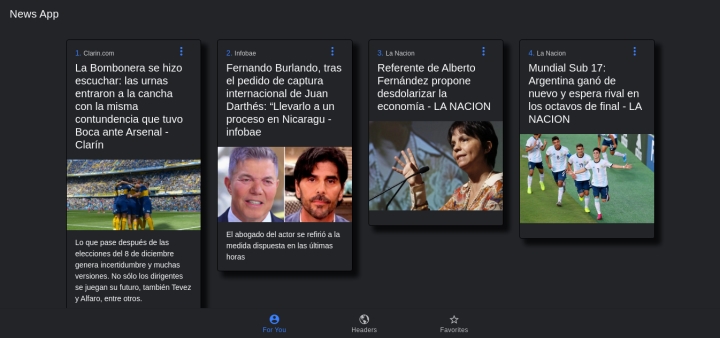 News App
1. Clarin.com
La Bombonera se hizo
escuchar: las urnas
entraron a la cancha
con la misma
contundencia que tuvo
Boca ante Arsenal -
Clarín
Lo que pase después de las
elecciones del 8 de diciembre
genera incertidumbre y muchas
versiones. No sólo los dirigentes
se juegan su futuro, también Tevez
y Alfaro, entre otros.
2. Infobae
Fernando Burlando, tras
el pedido de captura
internacional de Juan
Darthés: “Llevarlo a un
proceso en Nicaragu -
infobae
El abogado del actor se refirió a la
medida dispuesta en las últimas
horas
3. La Nacion
Referente de Alberto
Fernández propone
desdolarizar la
economía - LA NACION
4. La Nacion
Mundial Sub 17:
Argentina ganó de
nuevo y espera rival en
los octavos de final - LA
NACION
For You
Headers
Favorites